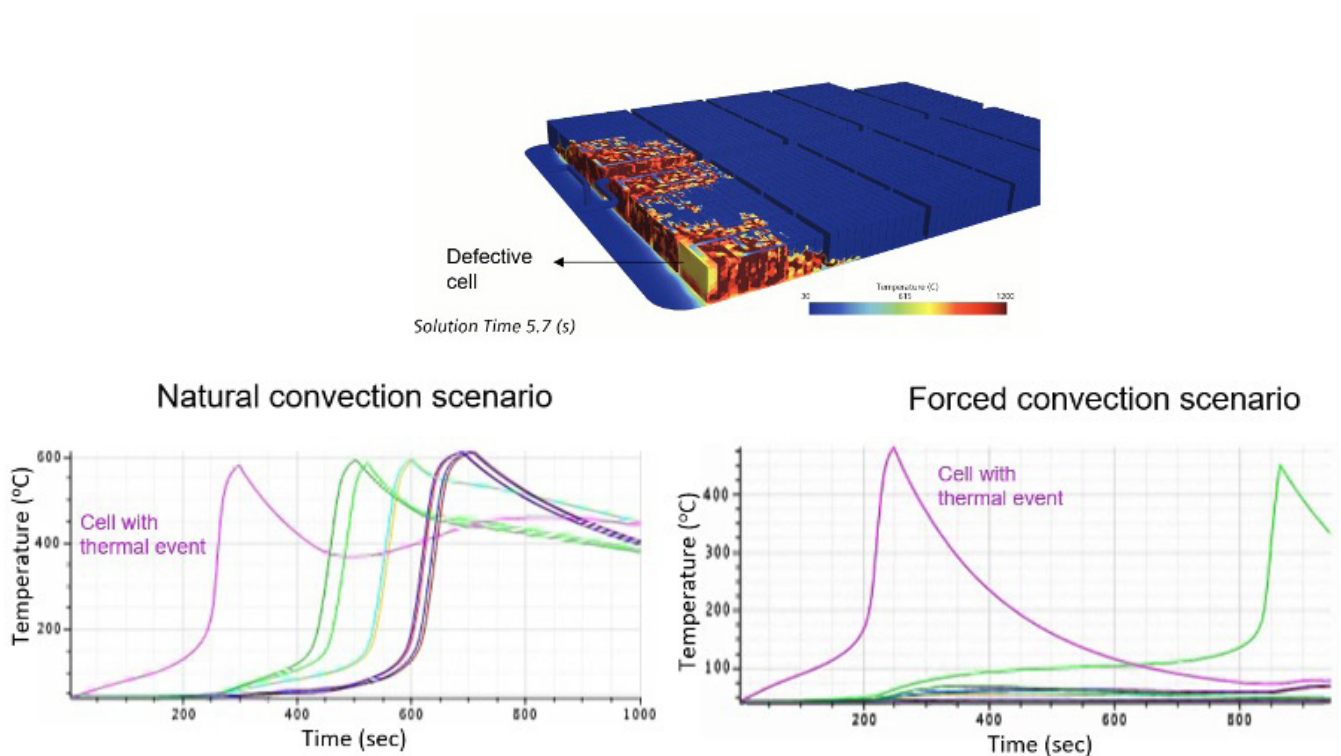 Defective
cell
Temperature (C)
30 615 1200
Solution Time 5.7 (s)
Natural convection scenario
Temperature (°C)
600
400
200
Cell with
thermal event
200 400 600 800 1000
Time (sec)
Forced convection scenario
Temperature (°C)
400
300
200
100
Cell with
thermal event
200 400 600 800
Time (sec)